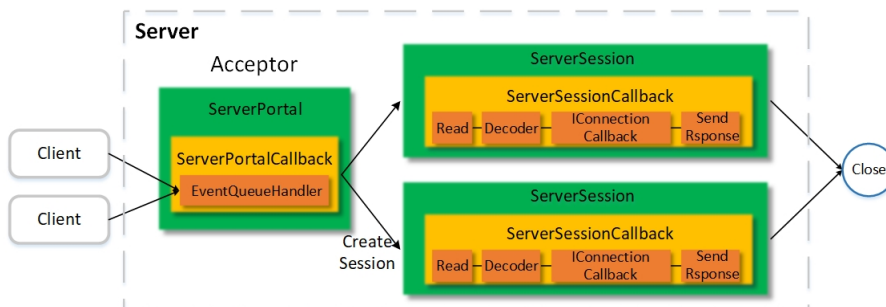 Server
Acceptor
ServerPortal
ServerPortalCallback
EventQueueHandler
Client
Client
Create
Session
ServerSession
ServerSessionCallback
Read
Decoder
IConnection
Callback
Send
Rsponse
ServerSession
ServerSessionCallback
Read
Decoder
IConnection
Callback
Send
Rsponse
Close